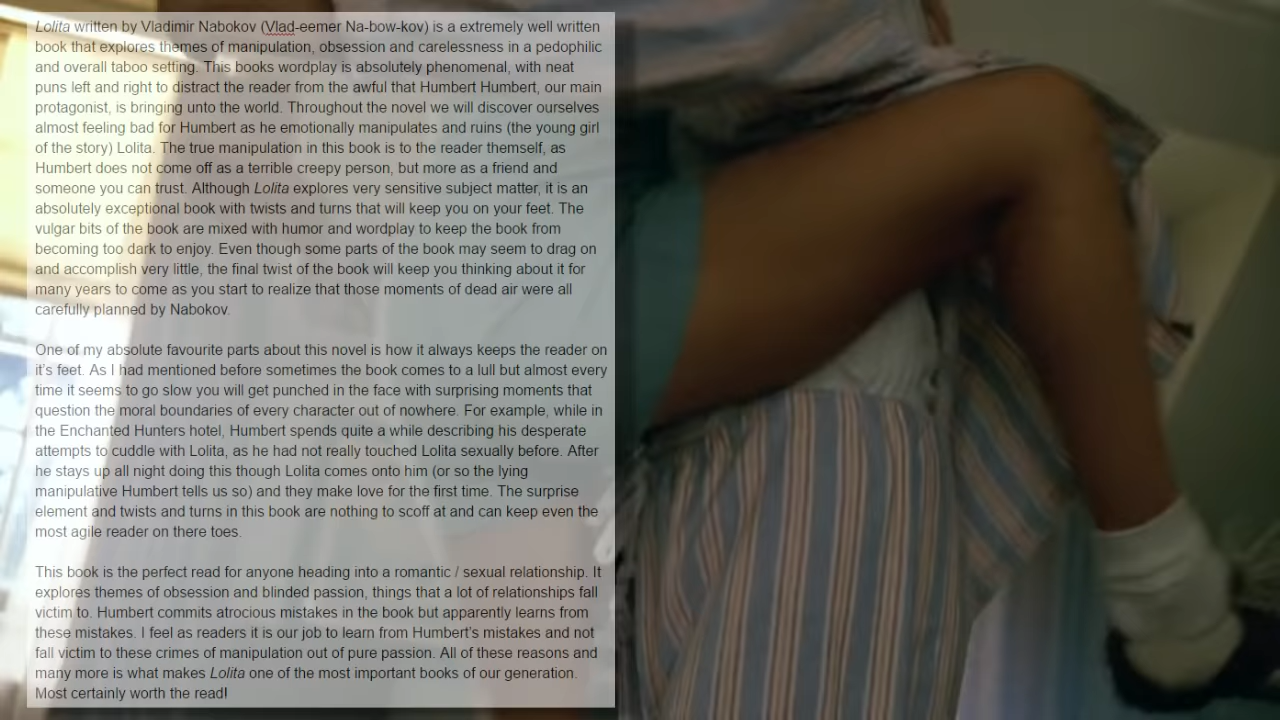 Lolita written by Vladimir Nabokov (Vlad-eemer Na-bow-kov) is a extremely well written
book that explores themes of manipulation, obsession and carelessness in a pedophilic
and overall taboo setting. This books wordplay is absolutely phenomenal, with neat
puns left and right to distract the reader from the awful that Humbert Humbert, our main
protagonist, is bringing unto the world. Throughout the novel we will discover ourselves
almost feeling bad for Humbert as he emotionally manipulates and ruins (the young girl
of the story) Lolita. The true manipulation in this book is to the reader themself, as
Humbert does not come off as a terrible creepy person, but more as a friend and
someone you can trust. Although Lolita explores very sensitive subject matter, it is an
absolutely exceptional book with twists and turns that will keep you on your feet. The
vulgar bits of the book are mixed with humor and wordplay to keep the book from
becoming too dark to enjoy. Even though some parts of the book may seem to drag on
and accomplish very little, the final twist of the book will keep you thinking about it for
many years to come as you start to realize that those moments of dead air were all
carefully planned by Nabokov.
One of my absolute favourite parts about this novel is how it always keeps the reader on
it's feet. As I had mentioned before sometimes the book comes to a lull but almost every
time it seems to go slow you will get punched in the face with surprising moments that
question the moral boundaries of every character out of nowhere. For example, while in
the Enchanted Hunters hotel, Humbert spends quite a while describing his desperate
attempts to cuddle with Lolita, as he had not really touched Lolita sexually before. After
he stays up all night doing this though Lolita comes onto him (or so the lying
manipulative Humbert tells us so) and they make love for the first time. The surprise
element and twists and turns in this book are nothing to scoff at and can keep even the
most agile reader on there toes.
This book is the perfect read for anyone heading into a romantic / sexual relationship. It
explores themes of obsession and blinded passion, things that a lot of relationships fall
victim to. Humbert commits atrocious mistakes in the book but apparently learns from
these mistakes. I feel as readers it is our job to learn from Humbert's mistakes and not
fall victim to these crimes of manipulation out of pure passion. All of these reasons and
many more is what makes Lolita one of the most important books of our generation.
Most certainly worth the read!